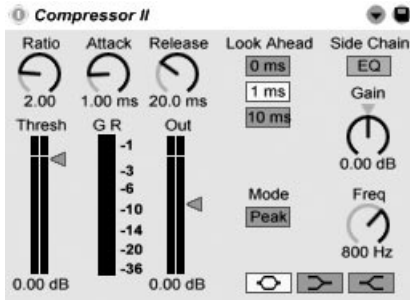 Compressor II
Ratio Attack Release Look Ahead Side Chain
0 ms EQ
2.00 1.00 ms 20.0 ms 1 ms Gain
10 ms
Thresh G R Out
-1
-3
-6
-10
-14
-20
-36
0.00 dB
Mode Freq
Peak
800 Hz
0.00 dB 0.00 dB